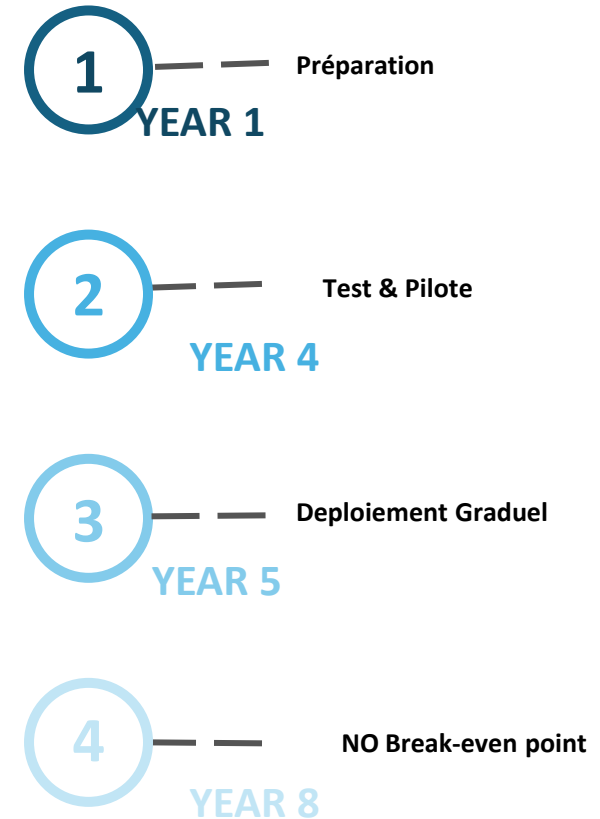 1
Préparation
YEAR 1
2
Test & Pilote
YEAR 4
3
Deploiement Graduel
YEAR 5
4
NO Break-even point
YEAR 8